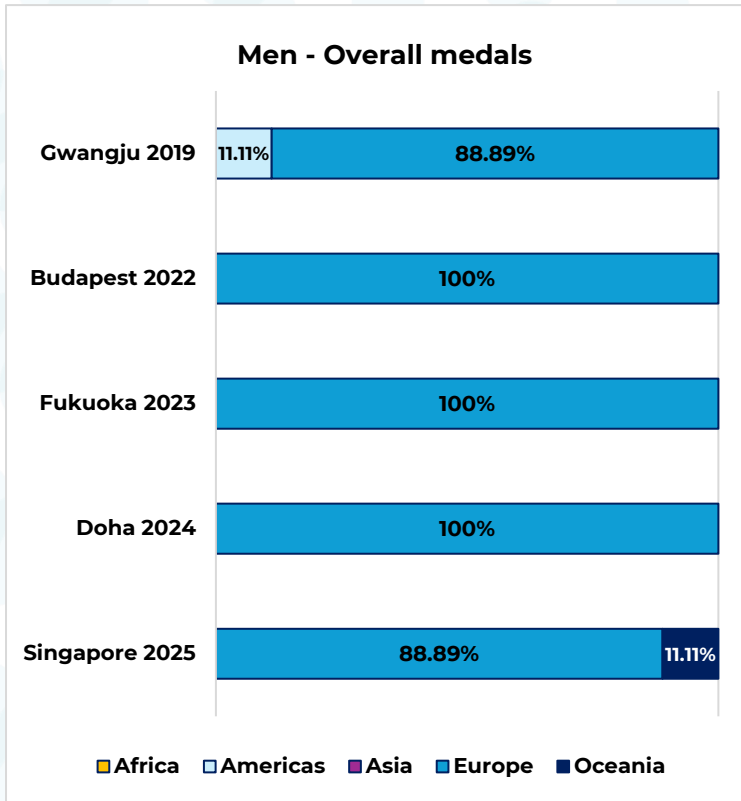 Men - Overall medals
Gwangju 2019 11.11% 88.89%
Budapest 2022 100%
Fukuoka 2023 100%
Doha 2024 100%
Singapore 2025 88.89% 11.11%
Africa Americas Asia Europe Oceania